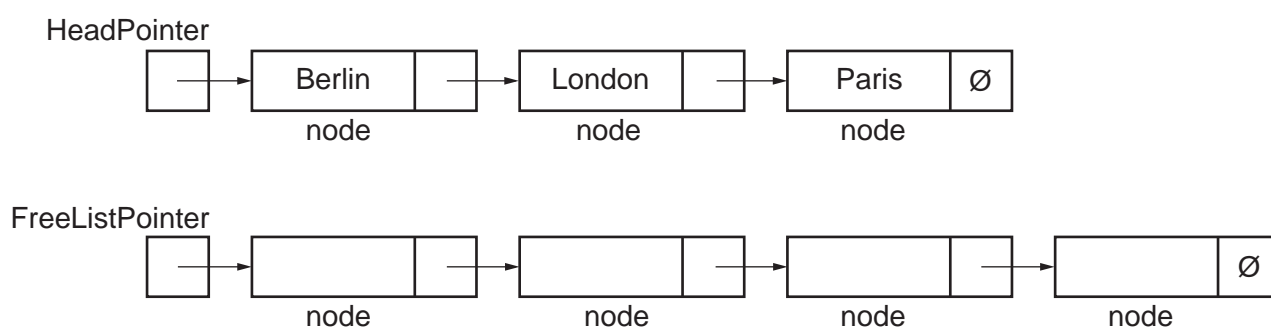 HeadPointer
Berlin London Paris Ø
node node node
FreeListPointer
Ø
node node node node